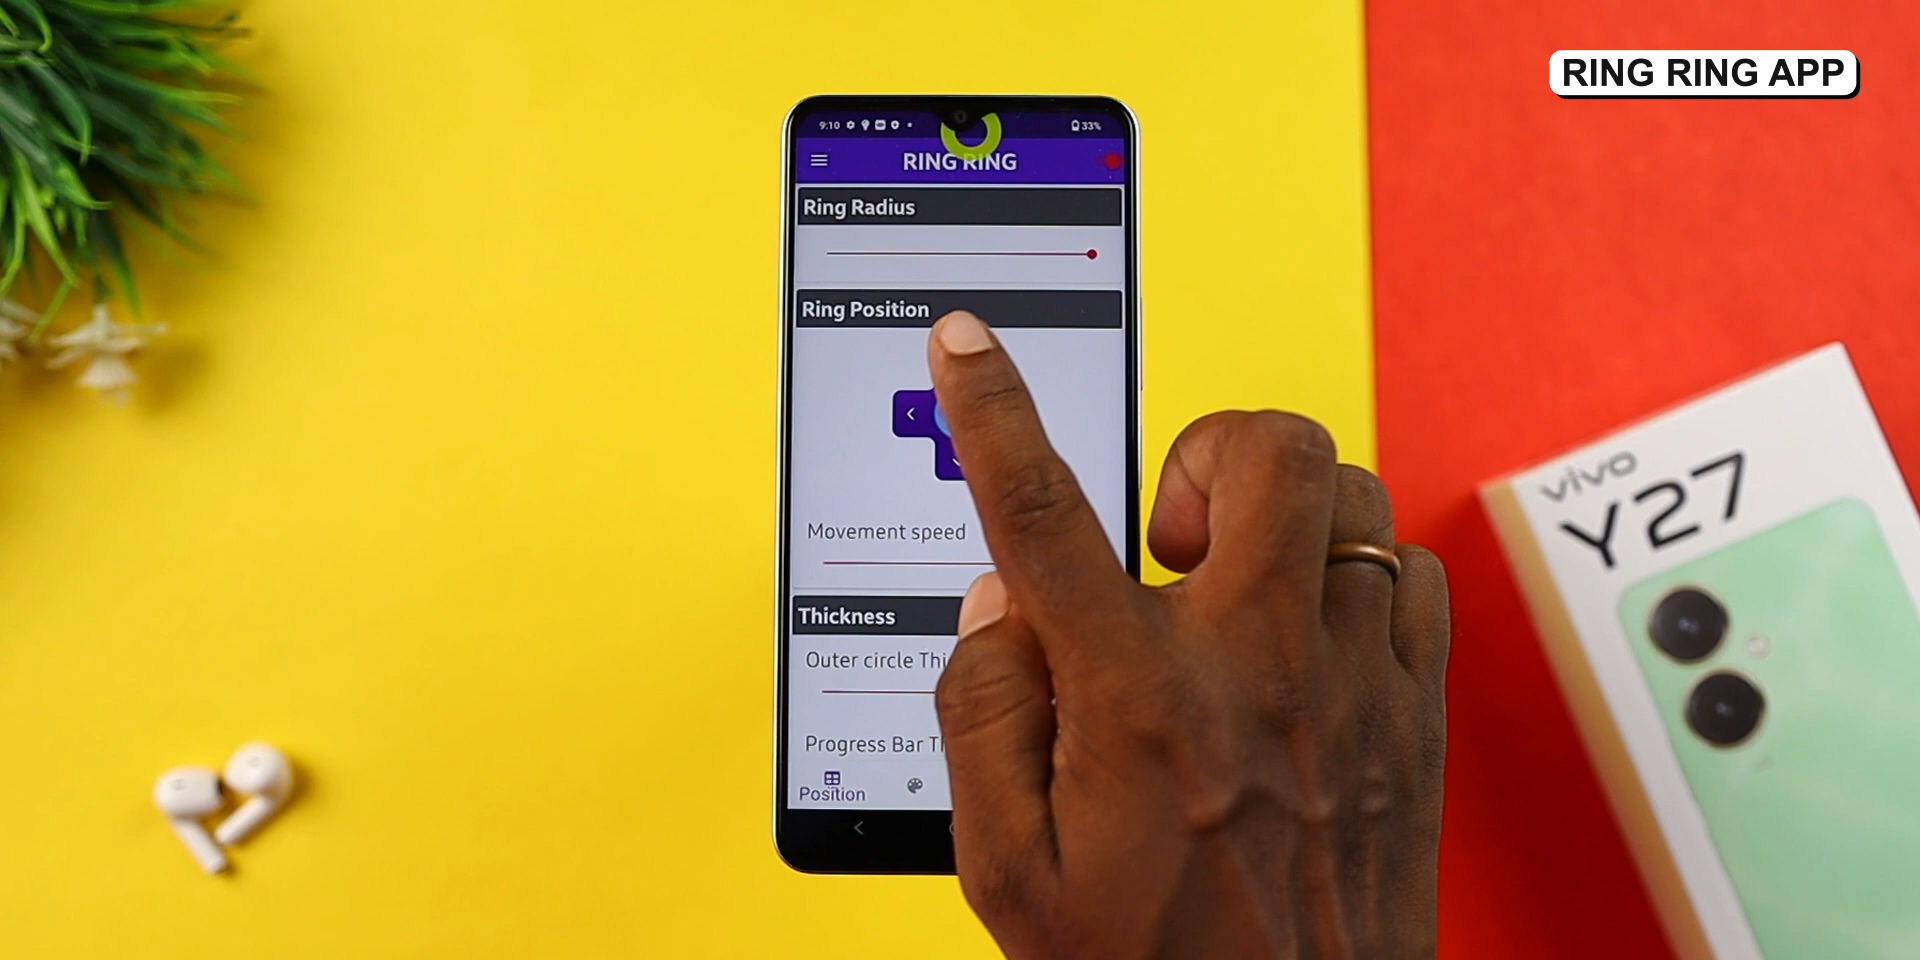 RING RING APP
9:10
33%
RING RING
Ring Radius
Ring Position
Movement speed
Thickness
Outer circle Thi
Progress Bar T
Position
vivo
Y27